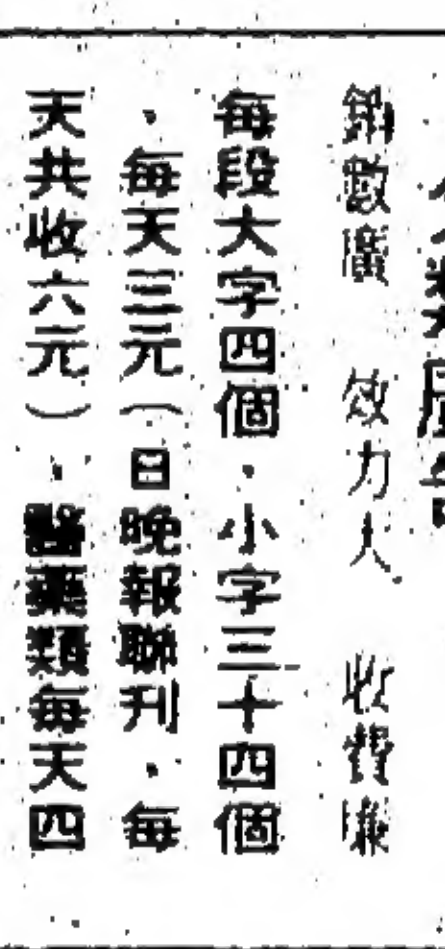 銷數廣　效力大　收費廉
每段大字四個，小字三十四個
，每天三元（日晚報聯刊，每
天共收六元），醫藥類每天四